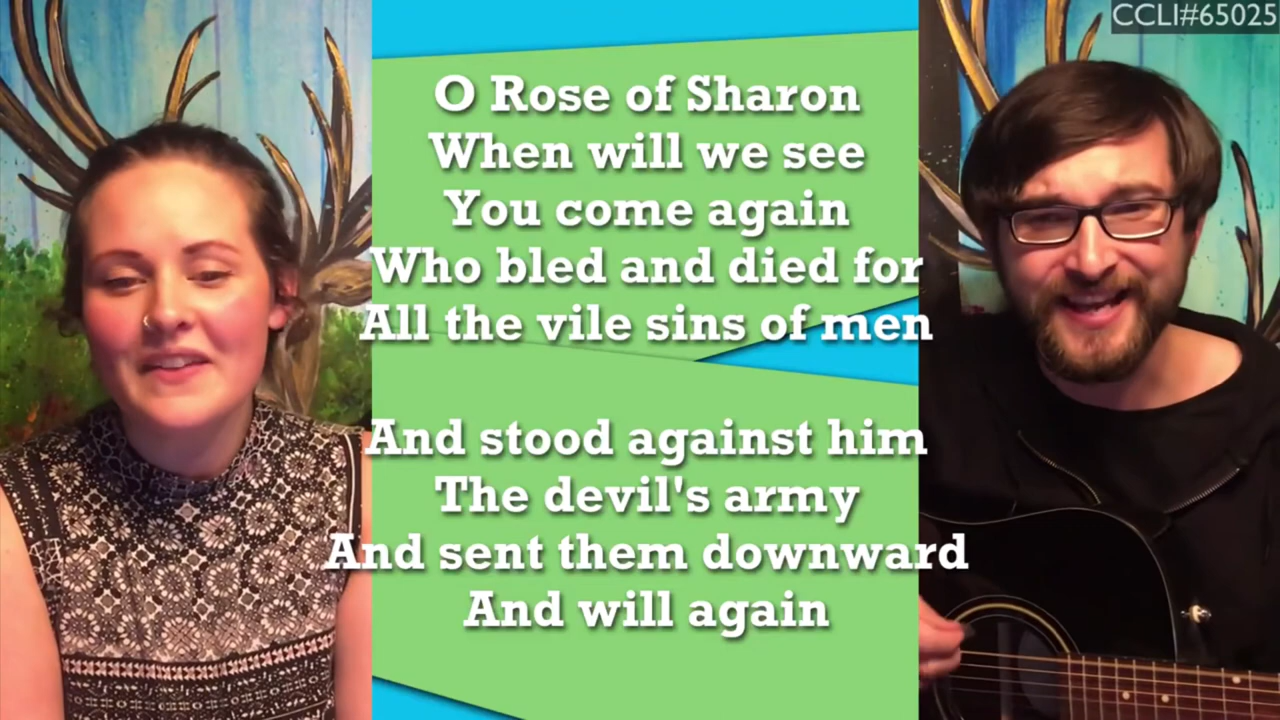 CCLI#65025
O Rose of Sharon
When will we see
You come again
Who bled and died for
All the vile sins of men
And stood against him
The devil's army
And sent them downward
And will again